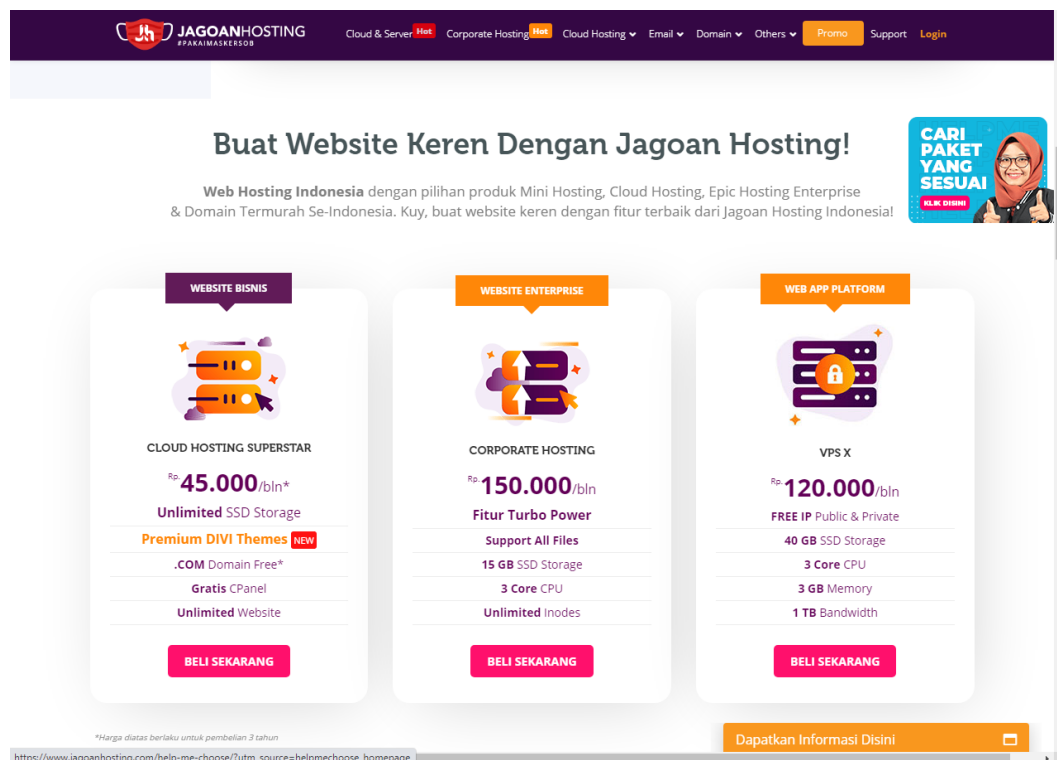 JAGOANHOSTING
#PAKAIMASKERSOB
Cloud & Server Hot Corporate Hosting Hot Cloud Hosting Email Domain Others Promo Support Login
Buat Website Keren Dengan Jagoan Hosting!
Web Hosting Indonesia dengan pilihan produk Mini Hosting, Cloud Hosting, Epic Hosting Enterprise
& Domain Termurah Se-Indonesia. Kuy, buat website keren dengan fitur terbaik dari Jagoan Hosting Indonesia!
CARI
PAKET
YANG
SESUAI
KLIK DISINI
WEBSITE BISNIS
CLOUD HOSTING SUPERSTAR
Rp.45.000/bln*
Unlimited SSD Storage
Premium DIVI Themes NEW
.COM Domain Free*
Gratis CPanel
Unlimited Website
BELI SEKARANG
WEBSITE ENTERPRISE
CORPORATE HOSTING
Rp.150.000/bln
Fitur Turbo Power
Support All Files
15 GB SSD Storage
3 Core CPU
Unlimited Inodes
BELI SEKARANG
WEB APP PLATFORM
VPS X
Rp.120.000/bln
FREE IP Public & Private
40 GB SSD Storage
3 Core CPU
3 GB Memory
1 TB Bandwidth
BELI SEKARANG
*Harga diatas berlaku untuk pembelian 3 tahun
Dapatkan Informasi Disini
https://www.jagoanhosting.com/help-me-choose/?utm_source=helpmechoose_homepage